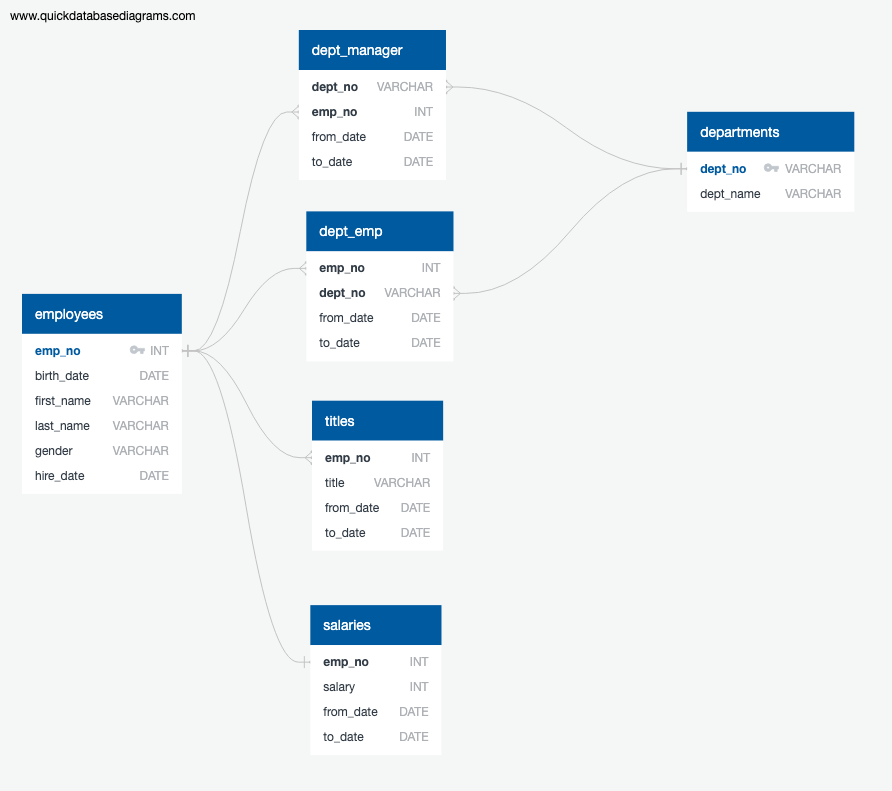 www.quickdatabasediagrams.com
dept_manager
dept_no VARCHAR
emp_no INT
from_date DATE
to_date DATE
departments
dept_no VARCHAR
dept_name VARCHAR
dept_emp
emp_no INT
dept_no VARCHAR
from_date DATE
to_date DATE
employees
emp_no INT
birth_date DATE
first_name VARCHAR
last_name VARCHAR
gender VARCHAR
hire_date DATE
titles
emp_no INT
title VARCHAR
from_date DATE
to_date DATE
salaries
emp_no INT
salary INT
from_date DATE
to_date DATE